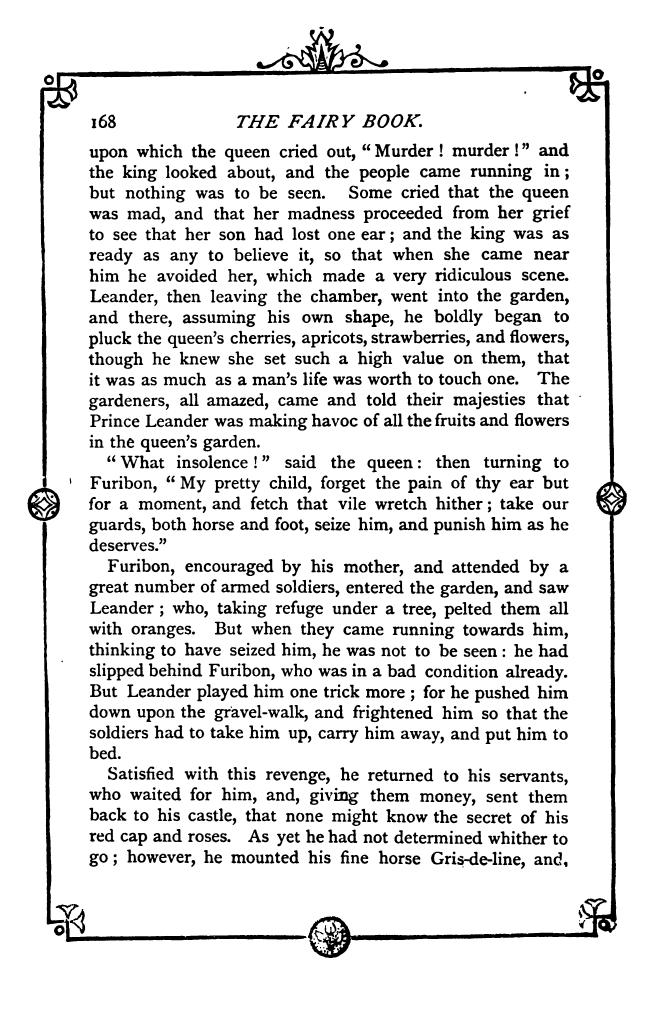 168 THE FAIRY BOOK.
upon which the queen cried out, “ Murder ! murder !” and
the king looked about, and the people came running in ;
but nothing was to be seen. Some cried that the queen
was mad, and that her madness proceeded from her grief
to see that her son had lost one ear ; and the king was as
ready as any to believe it, so that when she came near
him he avoided her, which made a very ridiculous scene.
Leander, then leaving the chamber, went into the garden,
and there, assuming his own shape, he boldly began to
pluck the queen’s cherries, apricots, strawberries, and flowers,
though he knew she set such a high value on them, that
it was as much as a man’s life was worth to touch one. The
gardeners, all amazed, came and told their majesties that
Prince Leander was making havoc of all the fruits and flowers
in the queen’s garden.
“ What insolence !” said the queen : then turning to
Furibon, “ My pretty child, forget the pain of thy ear but
for a moment, and fetch that vile wretch hither ; take our
guards, both horse and foot, seize him, and punish him as he
deserves.”
Furibon, encouraged by his mother, and attended by a
great number of armed soldiers, entered the garden, and saw
Leander ; who, taking refuge under a tree, pelted them all
with oranges. But when they came running towards him,
thinking to have seized him, he was not to be seen : he had
slipped behind Furibon, who was in a bad condition already.
But Leander played him one trick more ; for he pushed him
down upon the gravel-walk, and frightened him so that the
soldiers had to take him up, carry him away, and put him to
bed.
Satisfied with this revenge, he returned to his servants,
who waited for him, and, giving them money, sent them
back to his castle, that none might know the secret of his
red cap and roses. As yet he had not determined whither to
go ; however, he mounted his fine horse Gris-de-line, and,